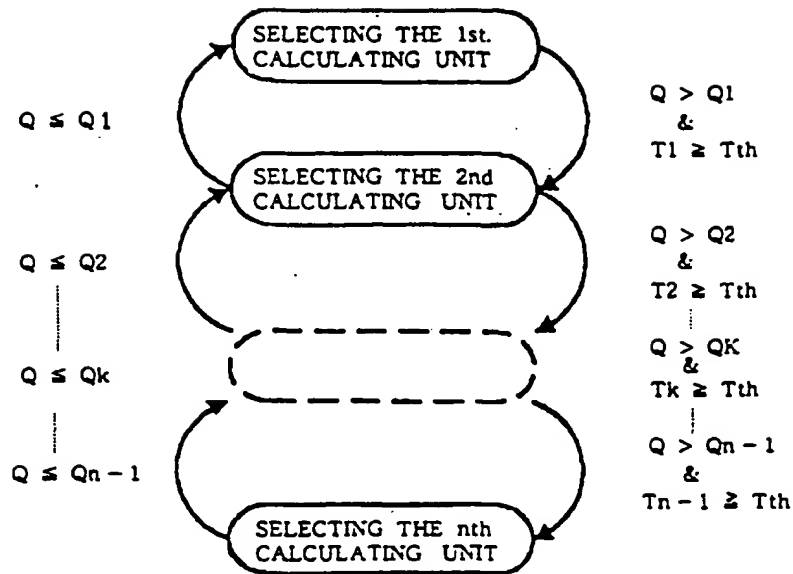 SELECTING THE 1st.
CALCULATING UNIT
Q ≦ Q1
Q > Q1
&
T1 ≧ Tth
SELECTING THE 2nd
CALCULATING UNIT
Q ≦ Q2
Q > Q2
&
T2 ≧ Tth
Q ≦ Qk
Q > QK
&
Tk ≧ Tth
Q ≦ Qn-1
Q > Qn-1
&
Tn-1 ≧ Tth
SELECTING THE nth
CALCULATING UNIT